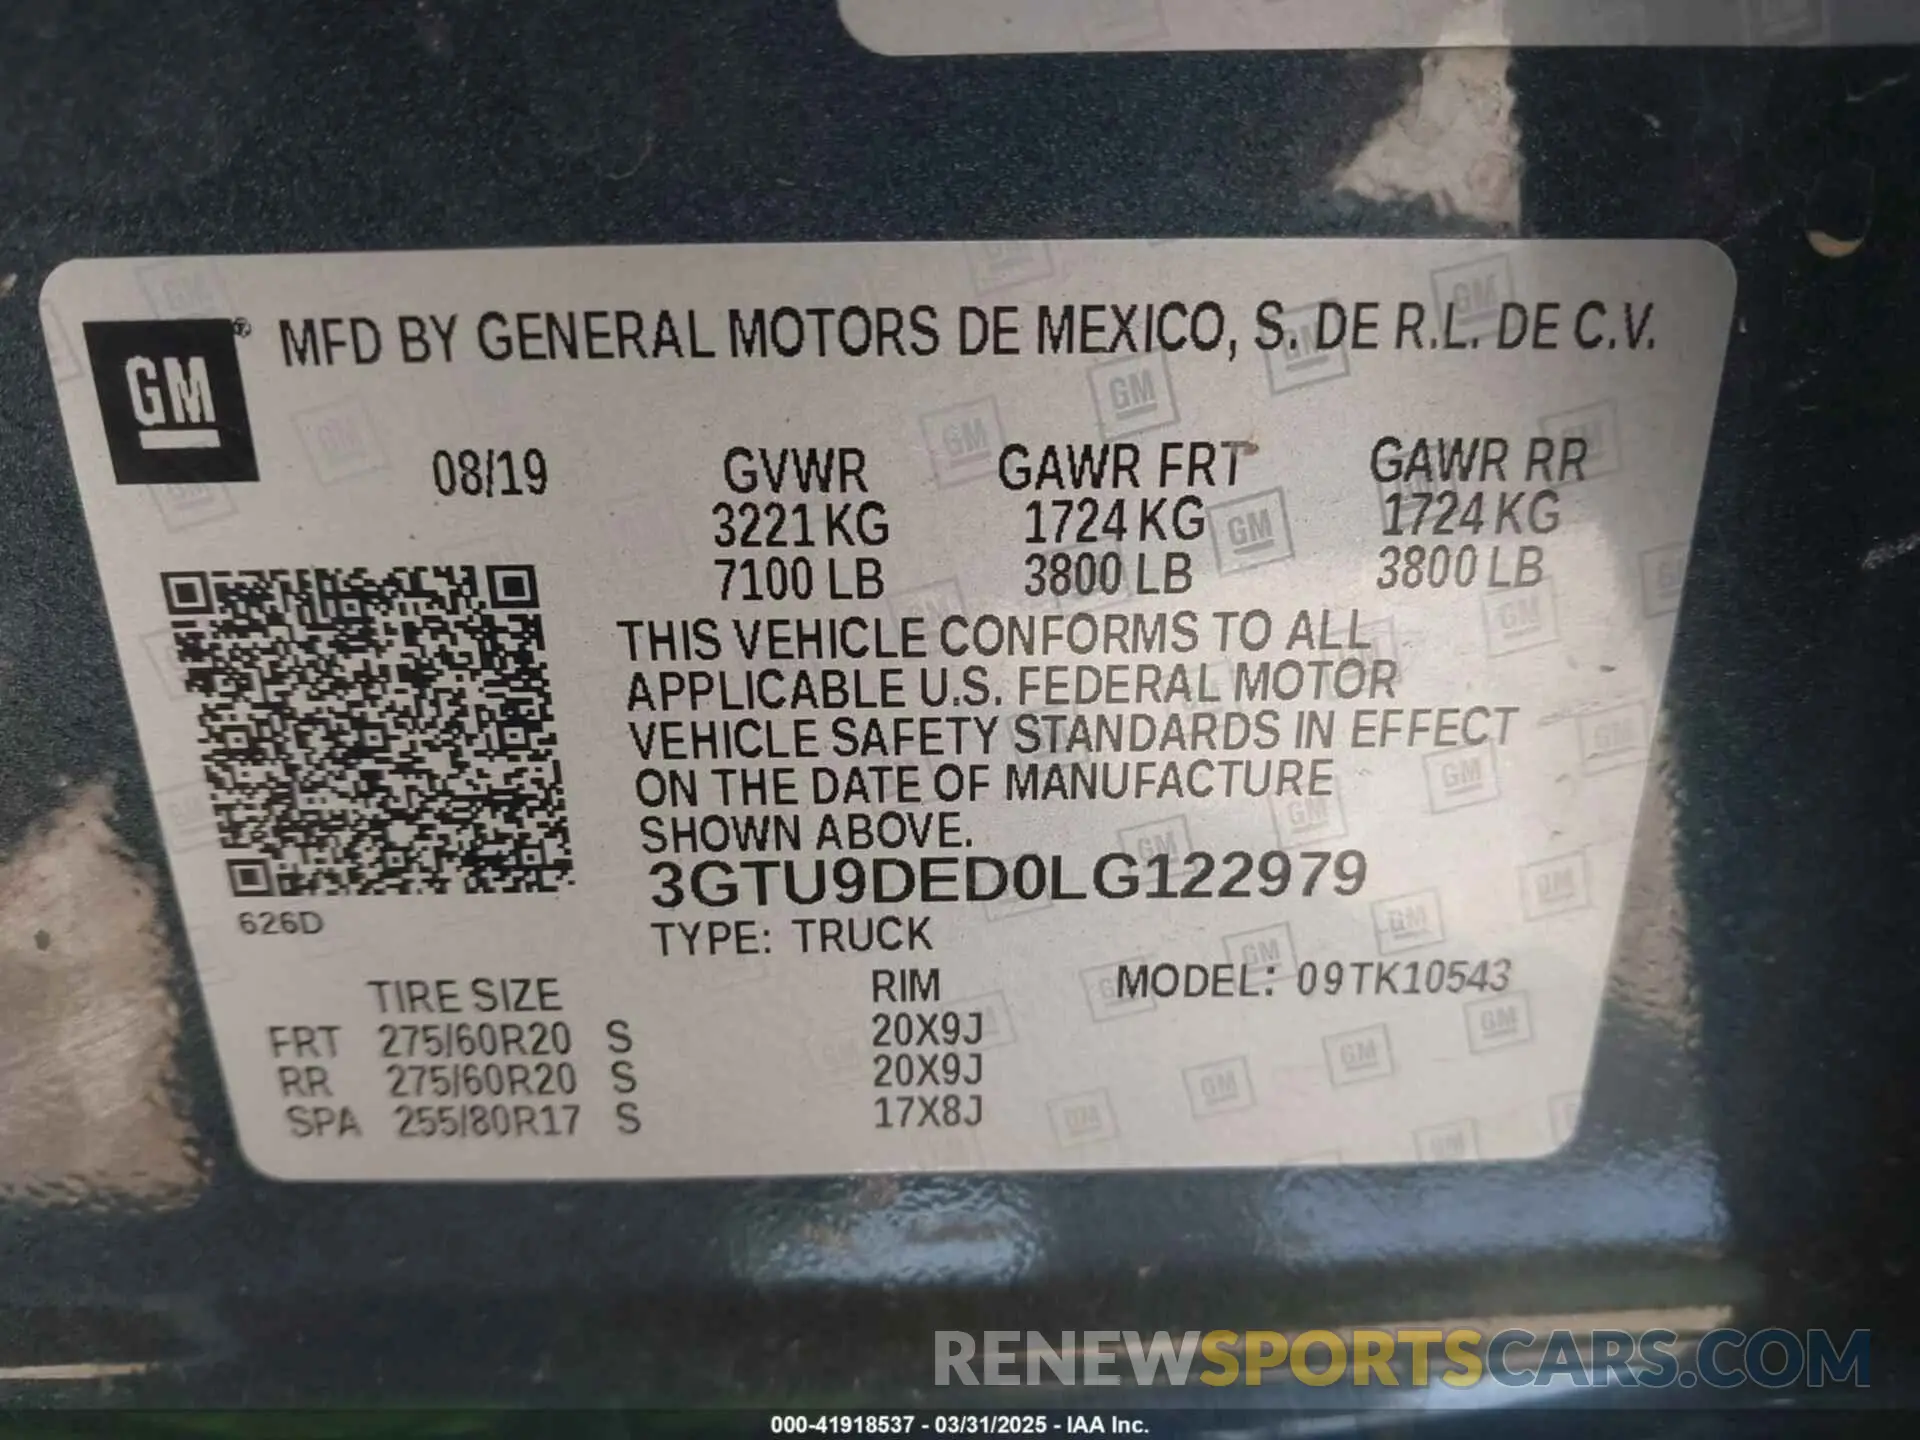 GM® MFD BY GENERAL MOTORS DE MEXICO, S. DE R.L. DE C.V.
08/19 GVWR GAWR FRT GAWR RR
3221 KG 1724 KG 1724 KG
7100 LB 3800 LB 3800 LB
THIS VEHICLE CONFORMS TO ALL
APPLICABLE U.S. FEDERAL MOTOR
VEHICLE SAFETY STANDARDS IN EFFECT
ON THE DATE OF MANUFACTURE
SHOWN ABOVE.
3GTU9DED0LG122979
626D
TYPE: TRUCK
TIRE SIZE RIM MODEL: 09TK10543
FRT 275/60R20 S 20X9J
RR 275/60R20 S 20X9J
SPA 255/80R17 S 17X8J
RENEWSPORTSCARS.COM
000-41918537 - 03/31/2025 - IAA Inc.